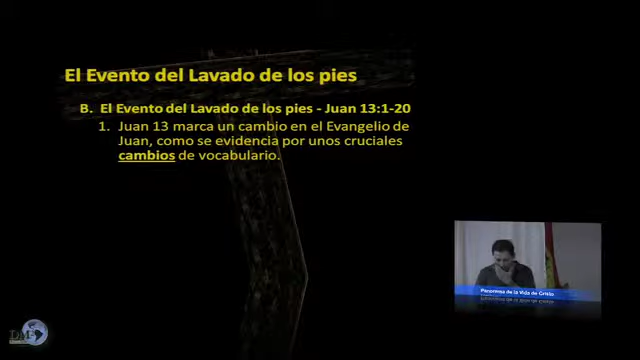 El Evento del Lavado de los pies
B. El Evento del Lavado de los pies - Juan 13:1-20
1. Juan 13 marca un cambio en el Evangelio de
Juan, como se evidencia por unos cruciales
cambios de vocabulario.
Panorama de la Vida de Cristo